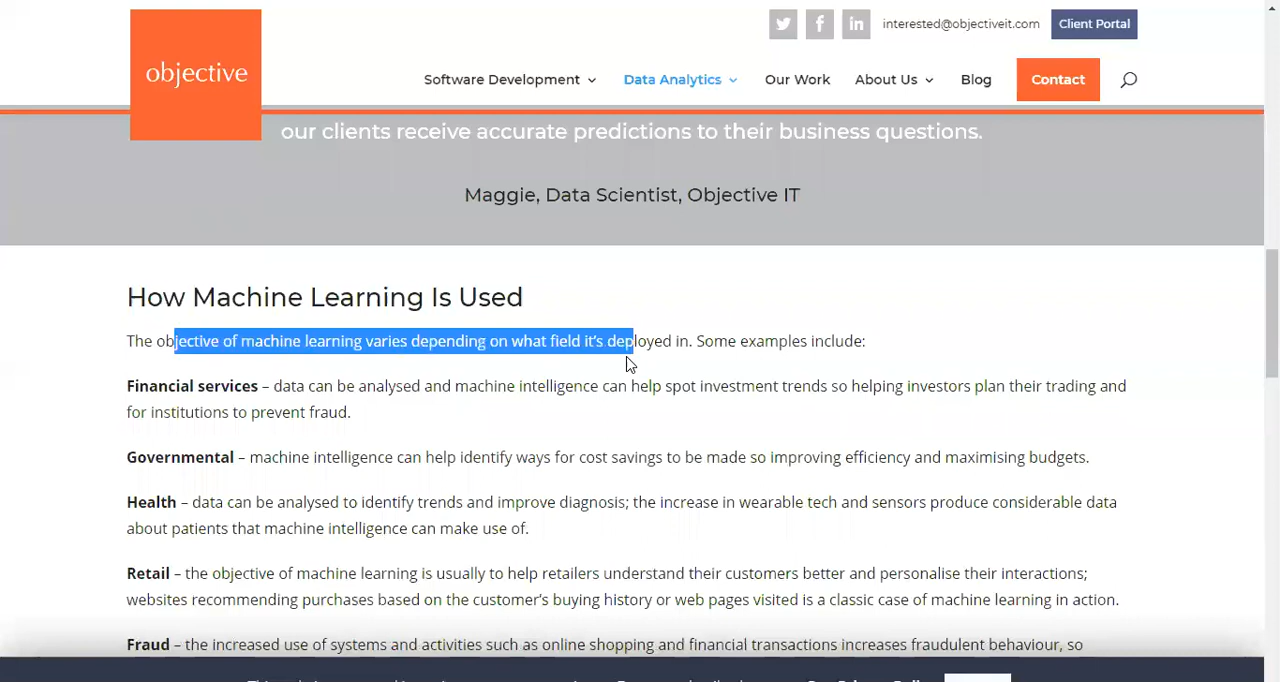 interested@objectiveit.com Client Portal
objective
Software Development Data Analytics Our Work About Us Blog Contact
our clients receive accurate predictions to their business questions.
Maggie, Data Scientist, Objective IT
How Machine Learning Is Used
The objective of machine learning varies depending on what field it's deployed in. Some examples include:
Financial services – data can be analysed and machine intelligence can help spot investment trends so helping investors plan their trading and
for institutions to prevent fraud.
Governmental – machine intelligence can help identify ways for cost savings to be made so improving efficiency and maximising budgets.
Health – data can be analysed to identify trends and improve diagnosis; the increase in wearable tech and sensors produce considerable data
about patients that machine intelligence can make use of.
Retail – the objective of machine learning is usually to help retailers understand their customers better and personalise their interactions;
websites recommending purchases based on the customer's buying history or web pages visited is a classic case of machine learning in action.
Fraud – the increased use of systems and activities such as online shopping and financial transactions increases fraudulent behaviour, so